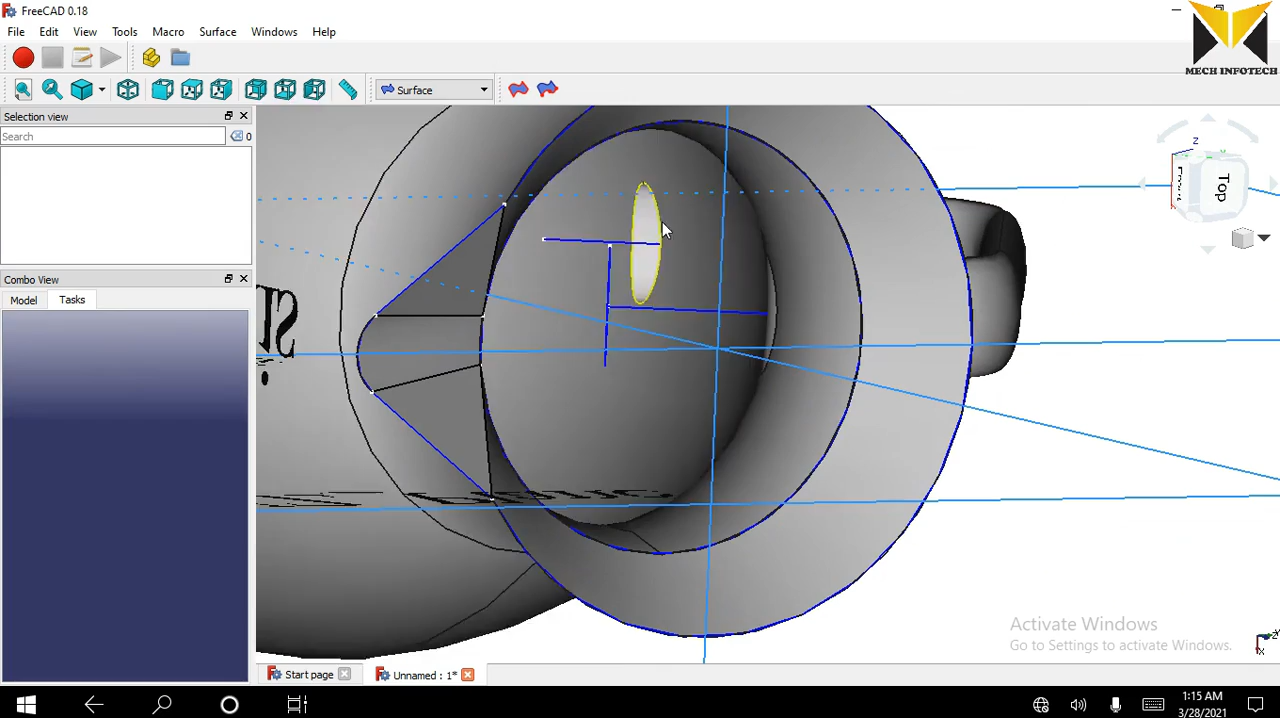 FreeCAD 0.18
File Edit View Tools Macro Surface Windows Help
MECH INFOTECH
Surface
Selection view
Search
0
Combo View
Model Tasks
Top
Z
Activate Windows
Go to Settings to activate Windows.
Start page
Unnamed : 1*
1:15 AM
3/28/2021